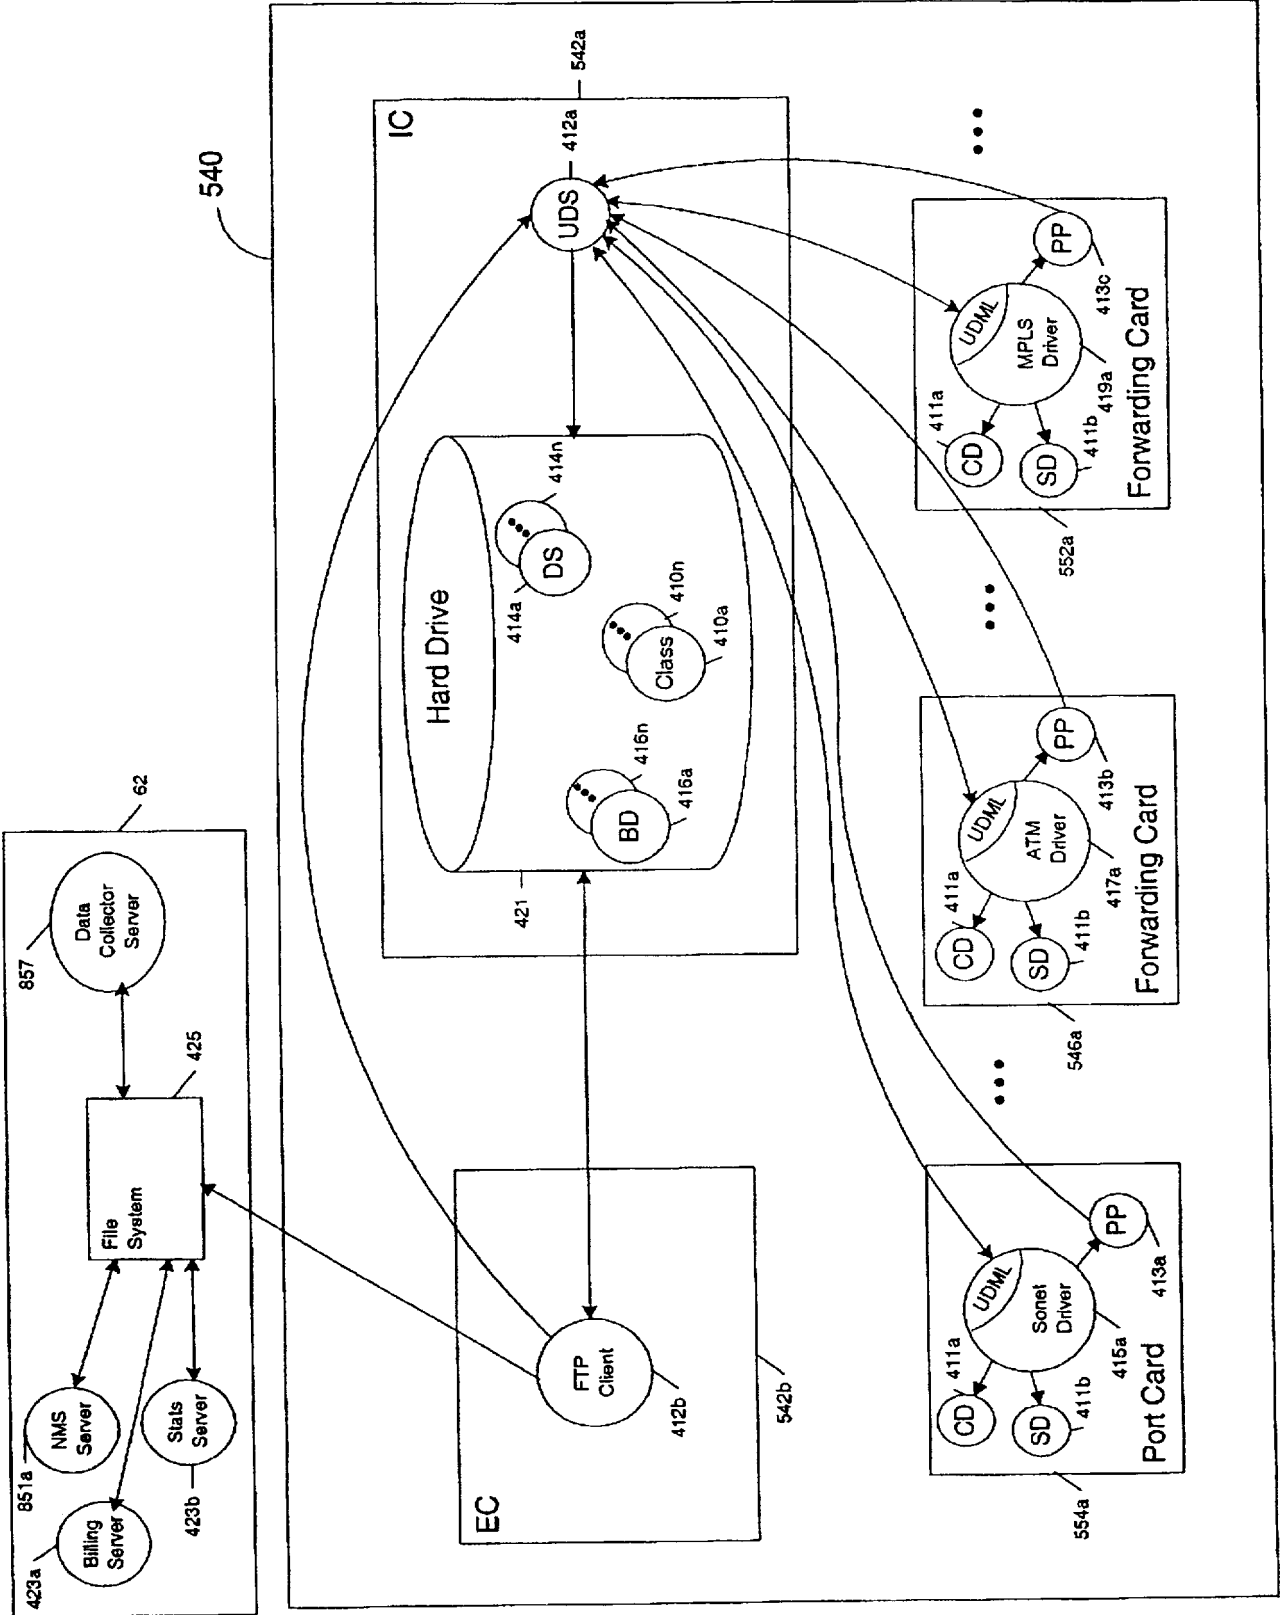 62
857
Data
Collector
Server
425
File
System
851a
NMS
Server
423a
Billing
Server
423b
Stats
Server
540
EC
FTP
Client
412b
542b
IC
542a
412a
UDS
421
Hard Drive
414n
414a
DS
410n
Class
410a
416n
BD
416a
554a
Port Card
CD
411a
SD
411b
UDML
Sonet
Driver
415a
PP
413a
546a
Forwarding Card
CD
411a
SD
411b
UDML
ATM
Driver
417a
PP
413b
552a
Forwarding Card
CD
411a
SD
411b
UDML
MPLS
Driver
419a
PP
413c